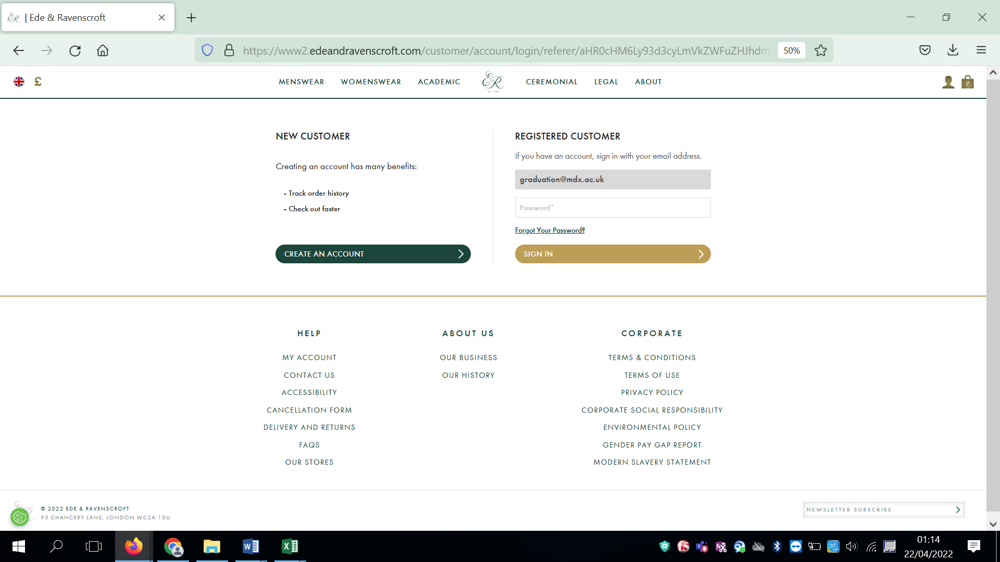 | Ede & Ravenscroft
https://www2.edeandravenscroft.com/customer/account/login/referer/aHR0cHM6Ly93d3cyLmVkZWFuZHJhdm
50%
£
MENSWEAR WOMENSWEAR ACADEMIC ER CEREMONIAL LEGAL ABOUT
7
NEW CUSTOMER
Creating an account has many benefits:
- Track order history
- Check out faster
CREATE AN ACCOUNT
REGISTERED CUSTOMER
If you have an account, sign in with your email address.
graduation@mdx.ac.uk
Password*
Forgot Your Password?
SIGN IN
HELP
MY ACCOUNT
CONTACT US
ACCESSIBILITY
CANCELLATION FORM
DELIVERY AND RETURNS
FAQS
OUR STORES
ABOUT US
OUR BUSINESS
OUR HISTORY
CORPORATE
TERMS & CONDITIONS
TERMS OF USE
PRIVACY POLICY
CORPORATE SOCIAL RESPONSIBILITY
ENVIRONMENTAL POLICY
GENDER PAY GAP REPORT
MODERN SLAVERY STATEMENT
© 2022 EDE & RAVENSCROFT
93 CHANCERY LANE, LONDON WC2A 1DU
NEWSLETTER SUBSCRIBE
01:14
22/04/2022